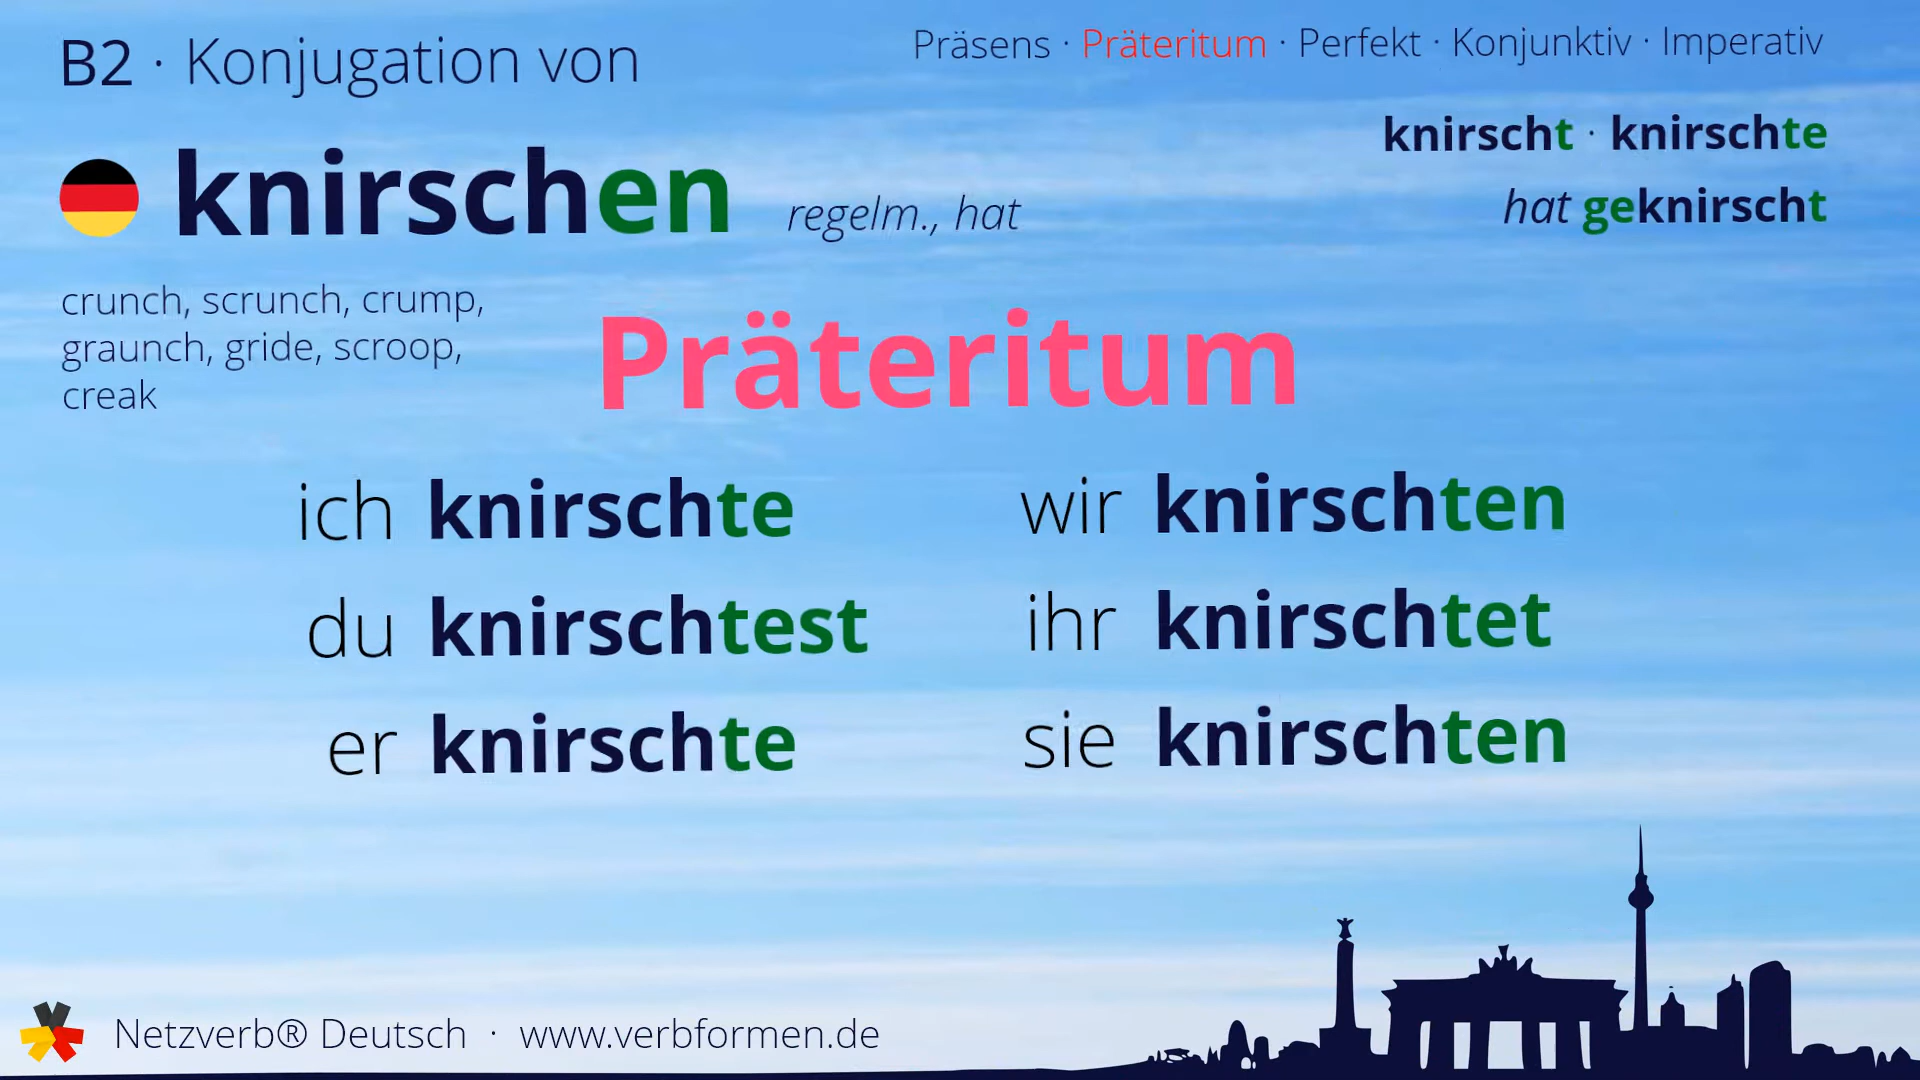 B2 · Konjugation von
Präsens · Präteritum · Perfekt · Konjunktiv · Imperativ
knirschen regelm., hat
knirscht · knirschte
hat geknirscht
crunch, scrunch, crump,
graunch, gride, scroop,
creak
Präteritum
ich knirschte
du knirschtest
er knirschte
wir knirschten
ihr knirschtet
sie knirschten
Netzverb® Deutsch · www.verbformen.de